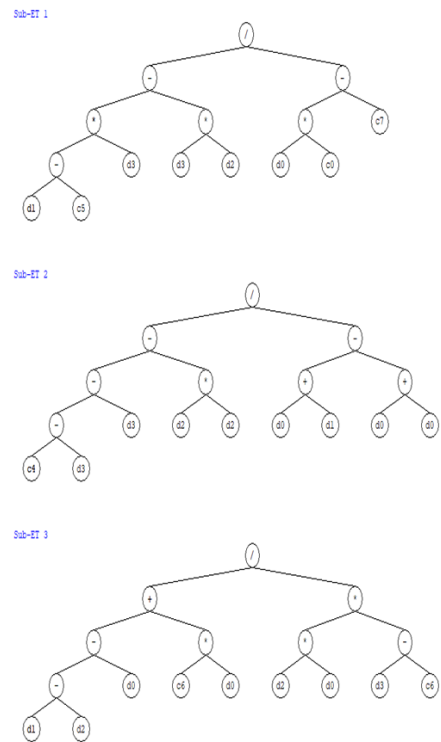 Sub-ET 1
/
- -
* * * c7
- d3 d3 d2 d0 c0
d1 c5
Sub-ET 2
/
- -
- * + +
- d3 d2 d2 d0 d1 d0 d0
c4 d3
Sub-ET 3
/
+ *
- * * -
- d0 c6 d0 d2 d0 d3 c6
d1 d2